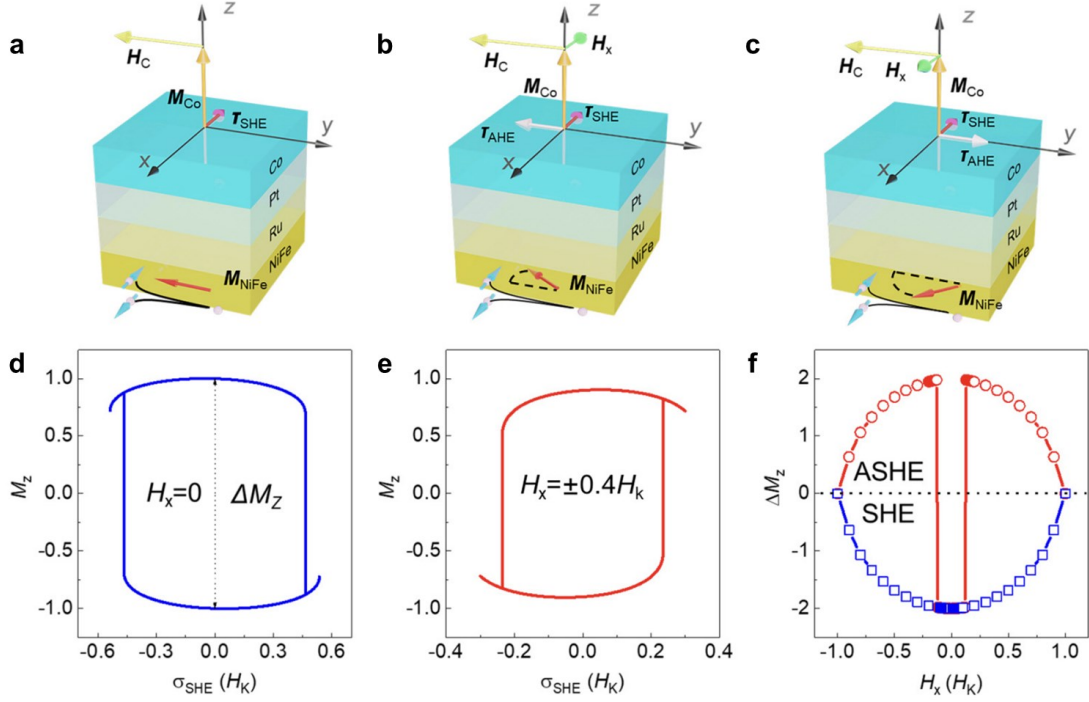 a
z
H_C
M_Co
τ_SHE
y
x
Co
Pt
Ru
NiFe
M_NiFe
b
z
H_x
H_C
M_Co
τ_SHE
τ_AHE
y
x
Co
Pt
Ru
NiFe
M_NiFe
c
z
H_C
H_x
M_Co
τ_SHE
τ_AHE
y
x
Co
Pt
Ru
NiFe
M_NiFe
d
M_z
1.0
0.5
0.0
-0.5
-1.0
H_x=0
ΔM_Z
-0.6 -0.3 0.0 0.3 0.6
σ_SHE (H_K)
e
M_z
1.0
0.5
0.0
-0.5
-1.0
H_x=±0.4H_k
-0.4 -0.2 0.0 0.2 0.4
σ_SHE (H_K)
f
ΔM_z
2
1
0
-1
-2
ASHE
SHE
-1.0 -0.5 0.0 0.5 1.0
H_x (H_K)